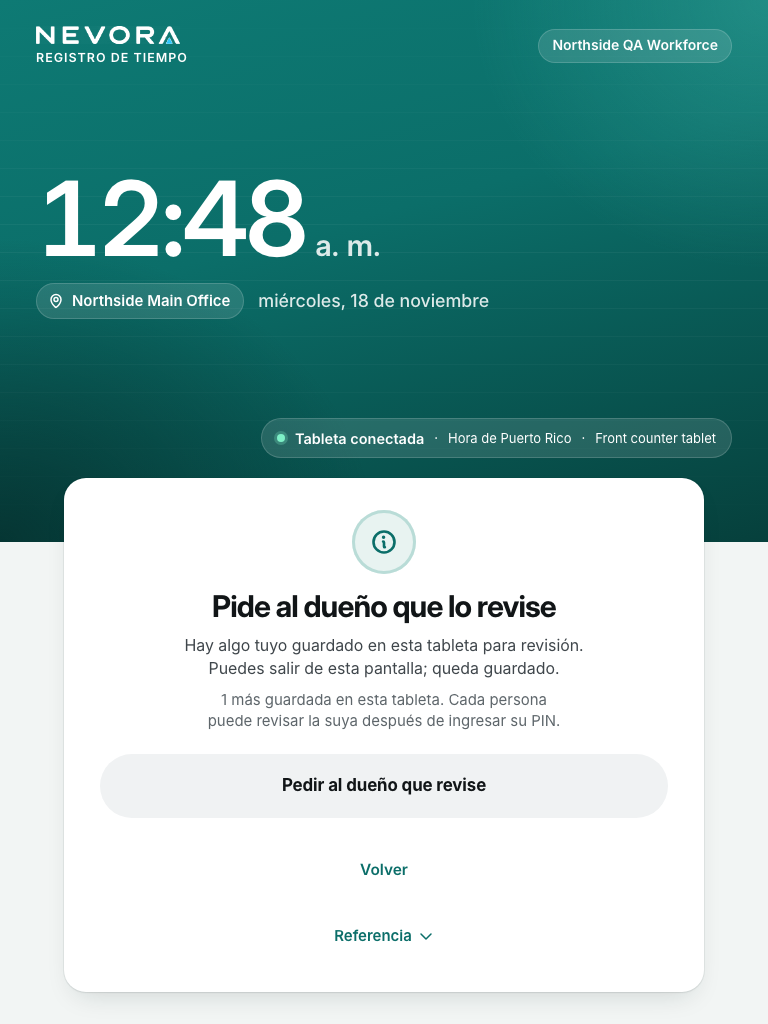 NEVORA
REGISTRO DE TIEMPO
Northside QA Workforce
12:48 a. m.
Northside Main Office
miércoles, 18 de noviembre
Tableta conectada · Hora de Puerto Rico · Front counter tablet
Pide al dueño que lo revise
Hay algo tuyo guardado en esta tableta para revisión.
Puedes salir de esta pantalla; queda guardado.
1 más guardada en esta tableta. Cada persona
puede revisar la suya después de ingresar su PIN.
Pedir al dueño que revise
Volver
Referencia